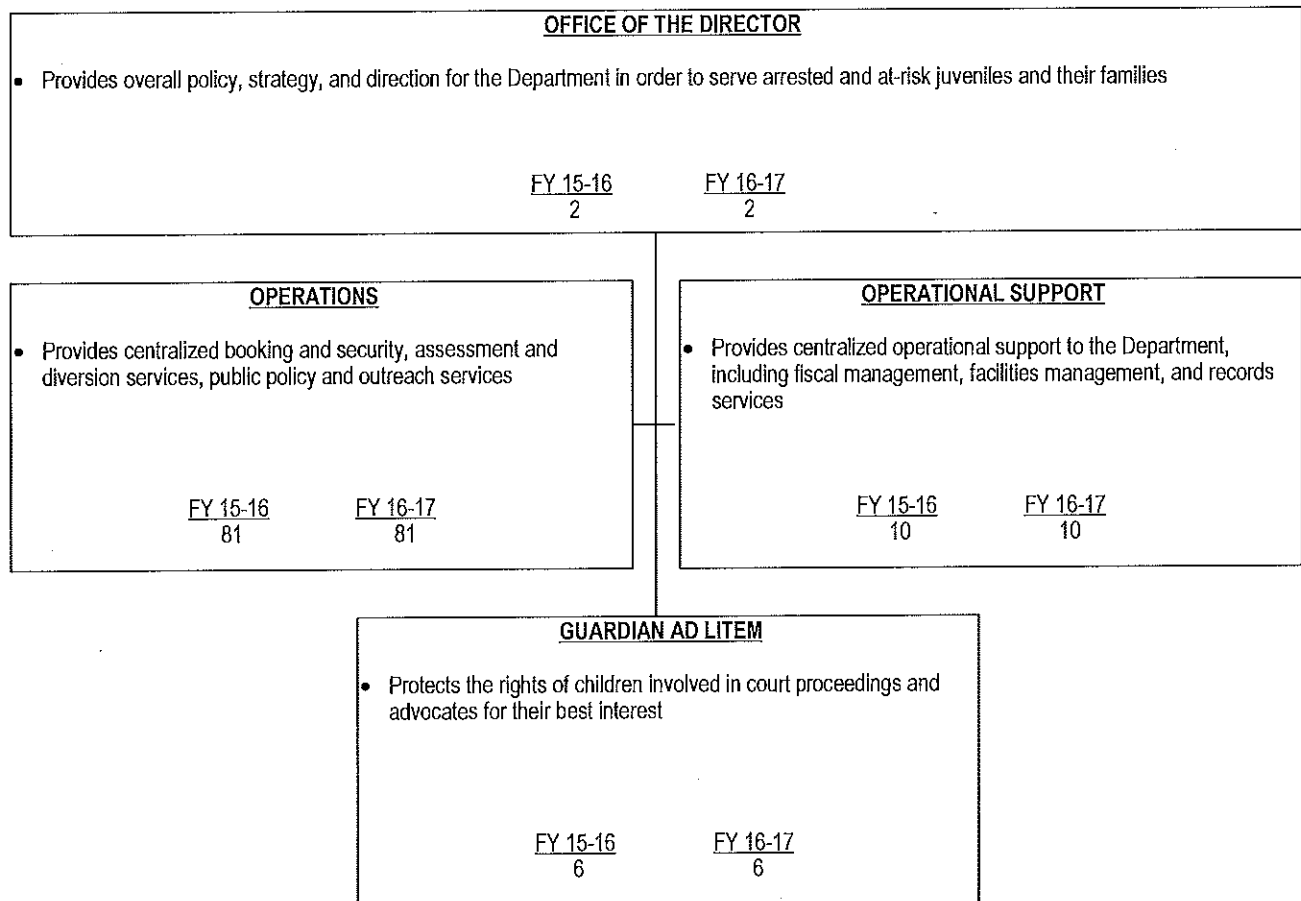 OFFICE OF THE DIRECTOR
• Provides overall policy, strategy, and direction for the Department in order to serve arrested and at-risk juveniles and their families
FY 15-16 FY 16-17
2 2
OPERATIONS
• Provides centralized booking and security, assessment and
diversion services, public policy and outreach services
FY 15-16 FY 16-17
81 81
OPERATIONAL SUPPORT
• Provides centralized operational support to the Department,
including fiscal management, facilities management, and records
services
FY 15-16 FY 16-17
10 10
GUARDIAN AD LITEM
• Protects the rights of children involved in court proceedings and
advocates for their best interest
FY 15-16 FY 16-17
6 6